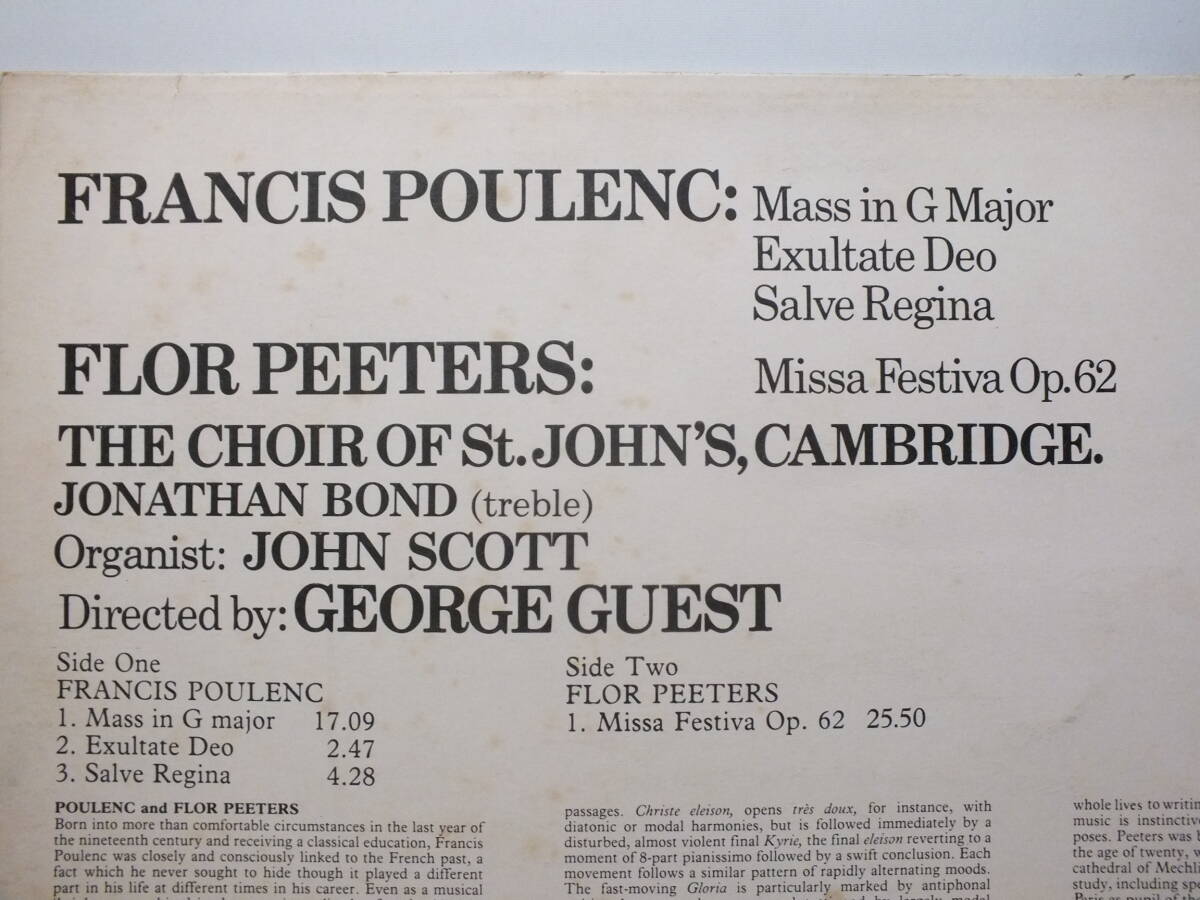 FRANCIS POULENC: Mass in G Major
Exultate Deo
Salve Regina
FLOR PEETERS: Missa Festiva Op.62
THE CHOIR OF St. JOHN'S, CAMBRIDGE.
JONATHAN BOND (treble)
Organist: JOHN SCOTT
Directed by: GEORGE GUEST
Side One
FRANCIS POULENC
1. Mass in G major 17.09
2. Exultate Deo 2.47
3. Salve Regina 4.28
Side Two
FLOR PEETERS
1. Missa Festiva Op. 62 25.50
POULENC and FLOR PEETERS
Born into more than comfortable circumstances in the last year of
the nineteenth century and receiving a classical education, Francis
Poulenc was closely and consciously linked to the French past, a
fact which he never sought to hide though it played a different
part in his life at different times in his career. Even as a musical
passages. Christe eleison, opens très doux, for instance, with
diatonic or modal harmonies, but is followed immediately by a
disturbed, almost violent final Kyrie, the final eleison reverting to a
moment of 8-part pianissimo followed by a swift conclusion. Each
movement follows a similar pattern of rapidly alternating moods.
The fast-moving Gloria is particularly marked by antiphonal
whole lives to writin
music is instinctiv
poses. Peeters was b
the age of twenty, w
cathedral of Mechli
study, including spe